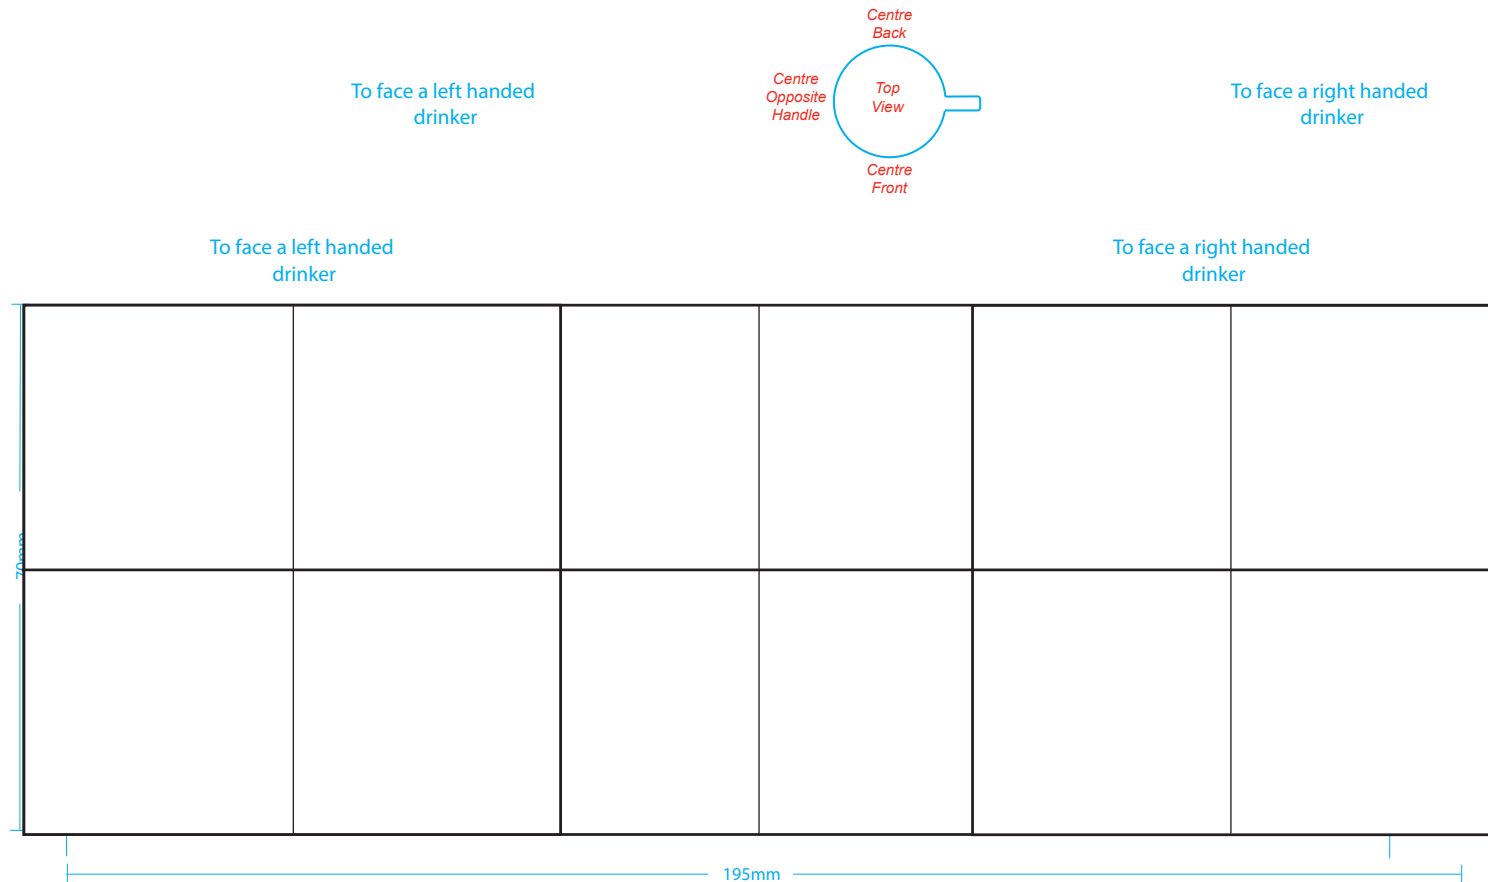 Centre
Back
To face a left handed
drinker
Centre
Opposite
Handle
Top
View
To face a right handed
drinker
Centre
Front
To face a left handed
drinker
To face a right handed
drinker
70mm
195mm